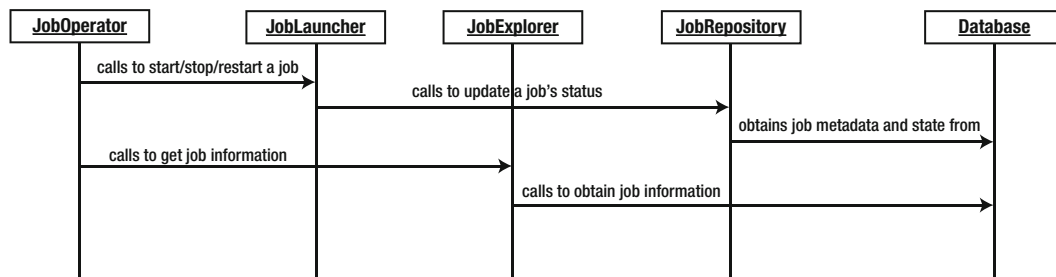 JobOperator
JobLauncher
JobExplorer
JobRepository
Database
calls to start/stop/restart a job
calls to update a job's status
obtains job metadata and state from
calls to get job information
calls to obtain job information